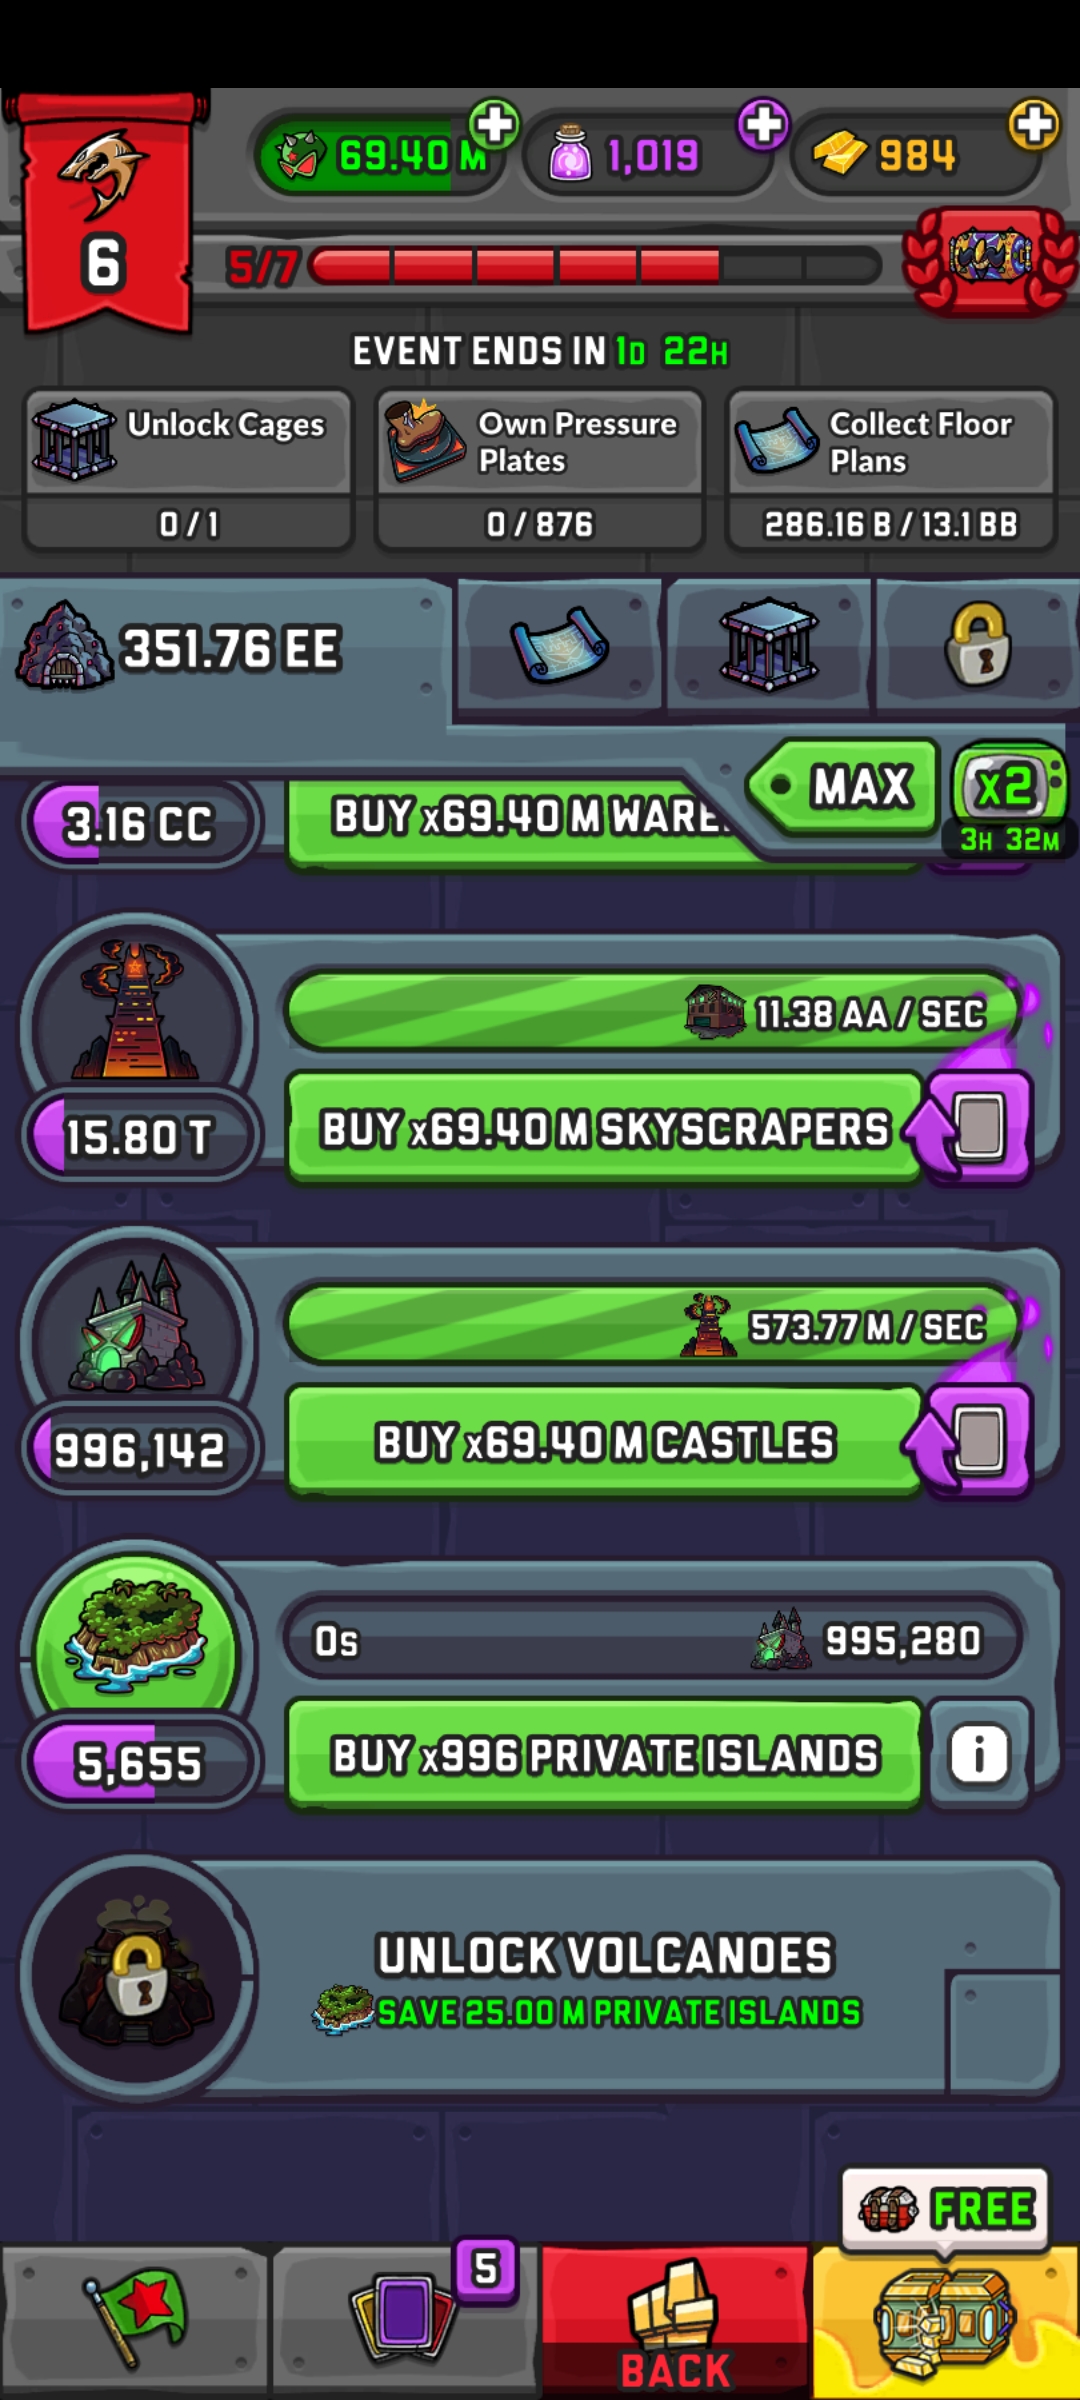 69.40 M
1,019
984
6
5/7
EVENT ENDS IN 1D 22H
Unlock Cages
0 / 1
Own Pressure
Plates
0 / 876
Collect Floor
Plans
286.16 B / 13.1 BB
351.76 EE
MAX
x2
3H 32M
3.16 CC
BUY x69.40 M WARE.
11.38 AA / SEC
15.80 T
BUY x69.40 M SKYSCRAPERS
573.77 M / SEC
996,142
BUY x69.40 M CASTLES
0s
995,280
5,655
BUY x996 PRIVATE ISLANDS
i
UNLOCK VOLCANOES
SAVE 25.00 M PRIVATE ISLANDS
FREE
5
BACK